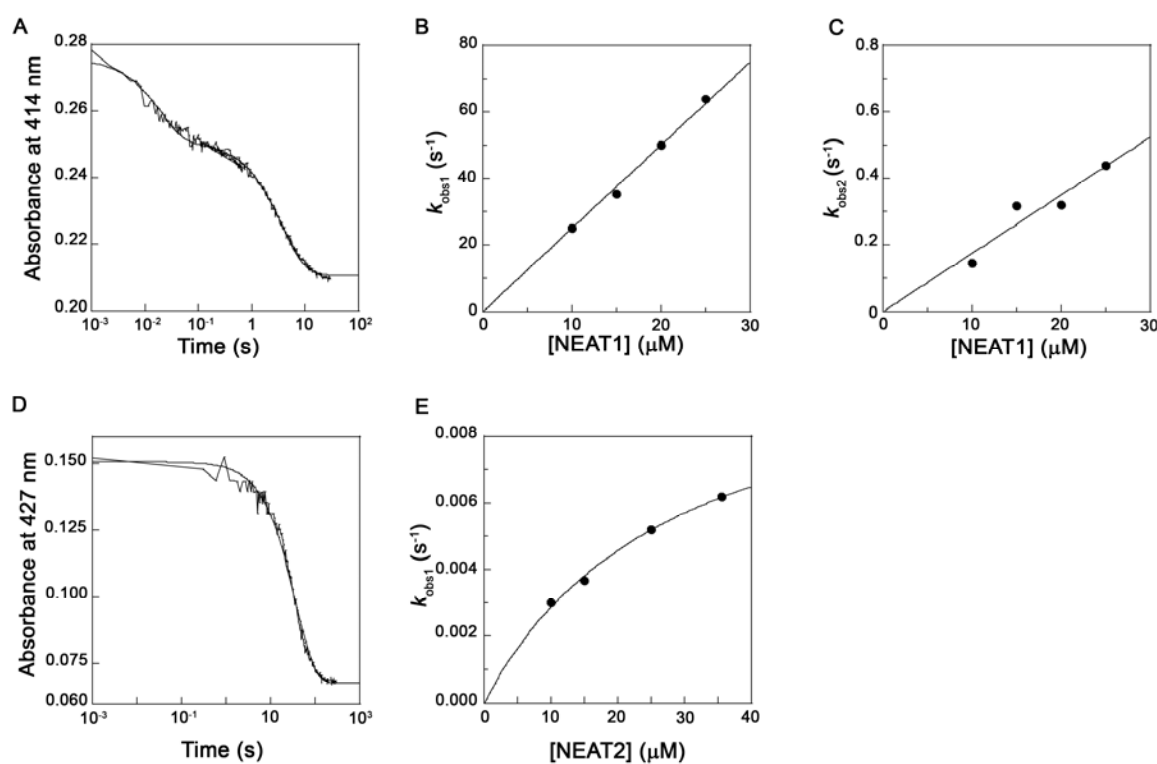 A
Absorbance at 414 nm
0.28
0.26
0.24
0.22
0.20
10⁻³ 10⁻² 10⁻¹ 1 10 10²
Time (s)
B
kobs1 (s⁻¹)
80
60
40
20
0
0 10 20 30
[NEAT1] (μM)
C
kobs2 (s⁻¹)
0.8
0.6
0.4
0.2
0
0 10 20 30
[NEAT1] (μM)
D
Absorbance at 427 nm
0.150
0.125
0.100
0.075
0.060
10⁻³ 10⁻¹ 10 10³
Time (s)
E
kobs1 (s⁻¹)
0.008
0.006
0.004
0.002
0.000
0 10 15 20 25 30 35 40
[NEAT2] (μM)